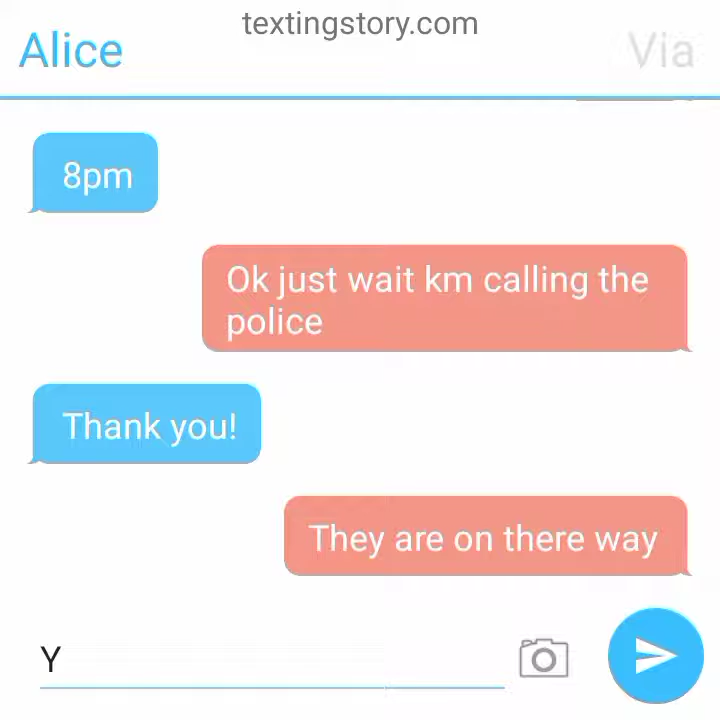 textingstory.com
Alice
Via
8pm
Ok just wait km calling the
police
Thank you!
They are on there way
Y